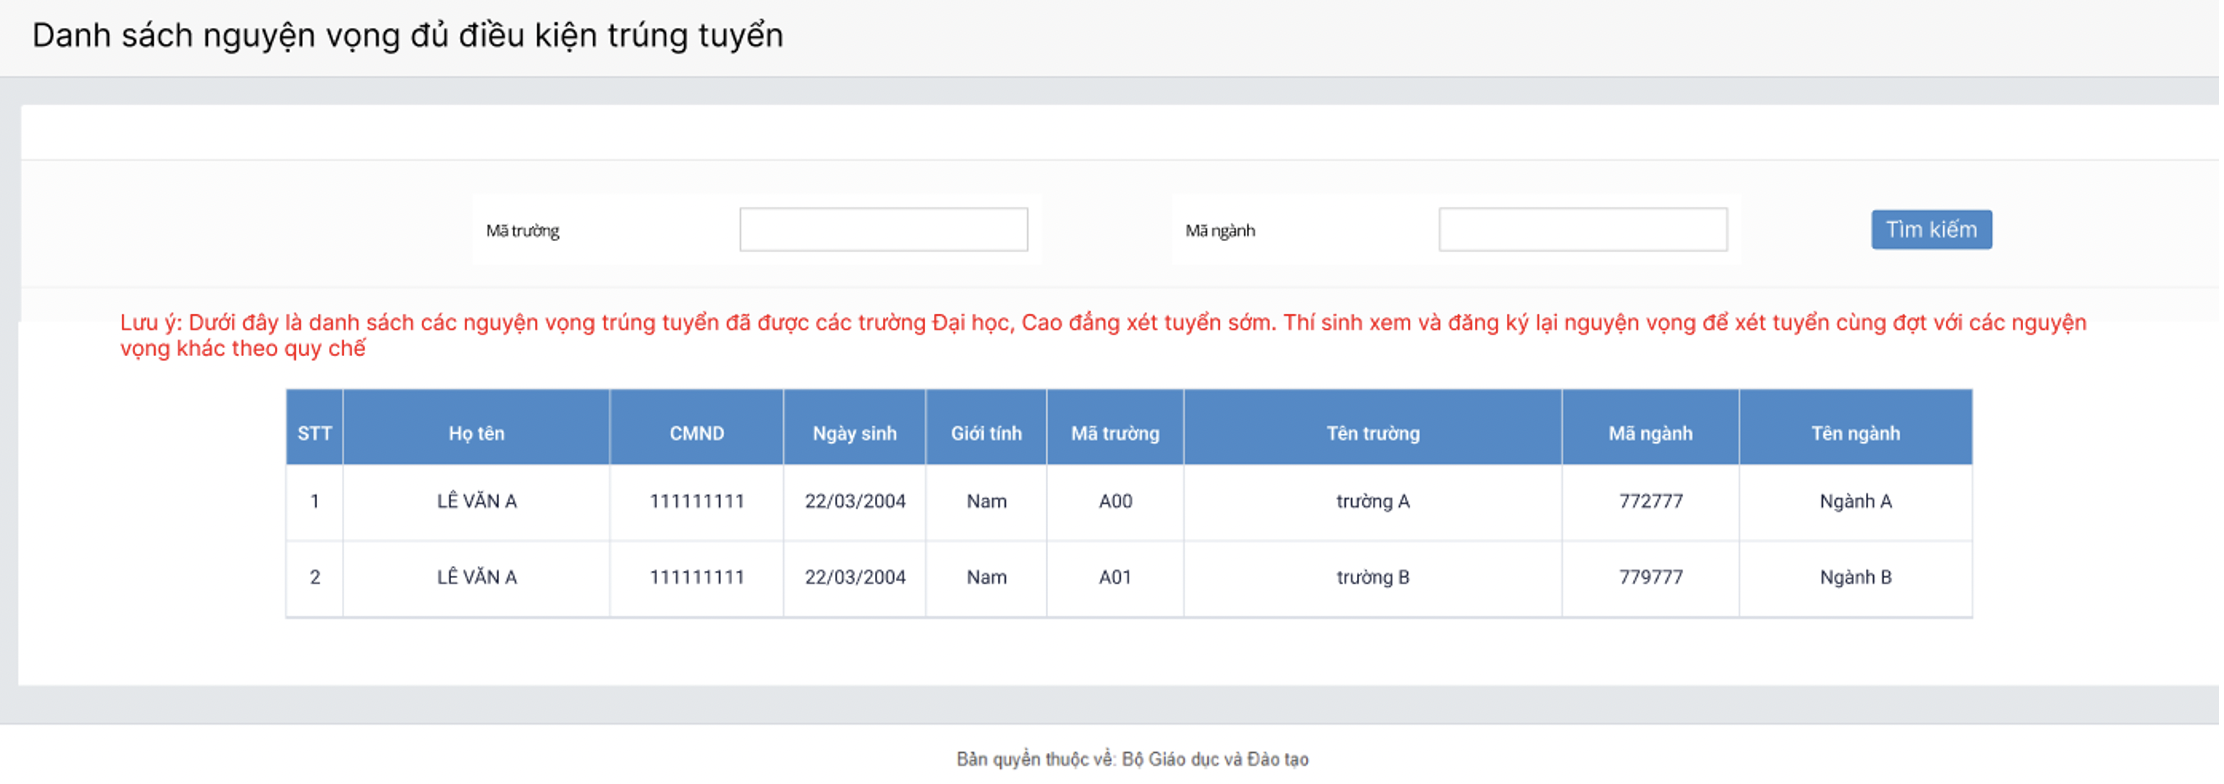 Danh sách nguyện vọng đủ điều kiện trúng tuyển
Mã trường Mã ngành Tìm kiếm
Lưu ý: Dưới đây là danh sách các nguyện vọng trúng tuyển đã được các trường Đại học, Cao đẳng xét tuyển sớm. Thí sinh xem và đăng ký lại nguyện vọng để xét tuyển cùng đợt với các nguyện
vọng khác theo quy chế
STT Họ tên CMND Ngày sinh Giới tính Mã trường Tên trường Mã ngành Tên ngành
1 LÊ VĂN A 111111111 22/03/2004 Nam A00 trường A 772777 Ngành A
2 LÊ VĂN A 111111111 22/03/2004 Nam A01 trường B 779777 Ngành B
Bản quyền thuộc về: Bộ Giáo dục và Đào tạo